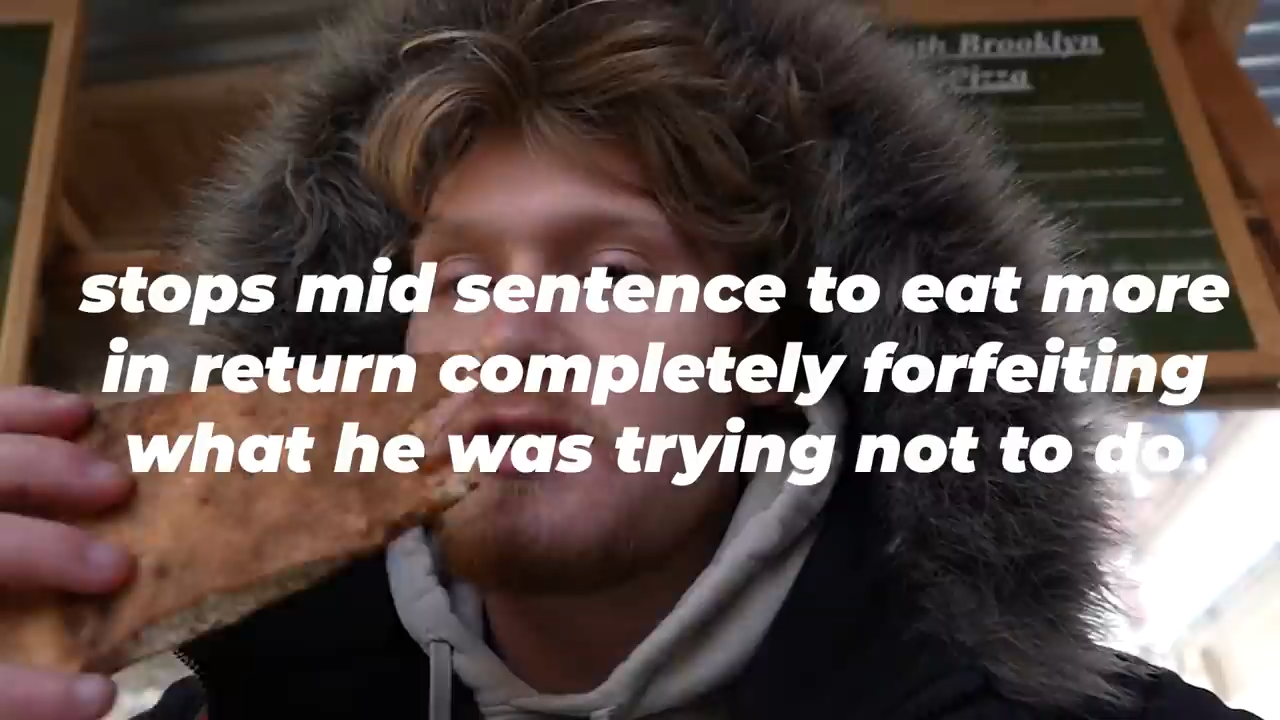 Brooklyn
Pizza
stops mid sentence to eat more
in return completely forfeiting
what he was trying not to do.